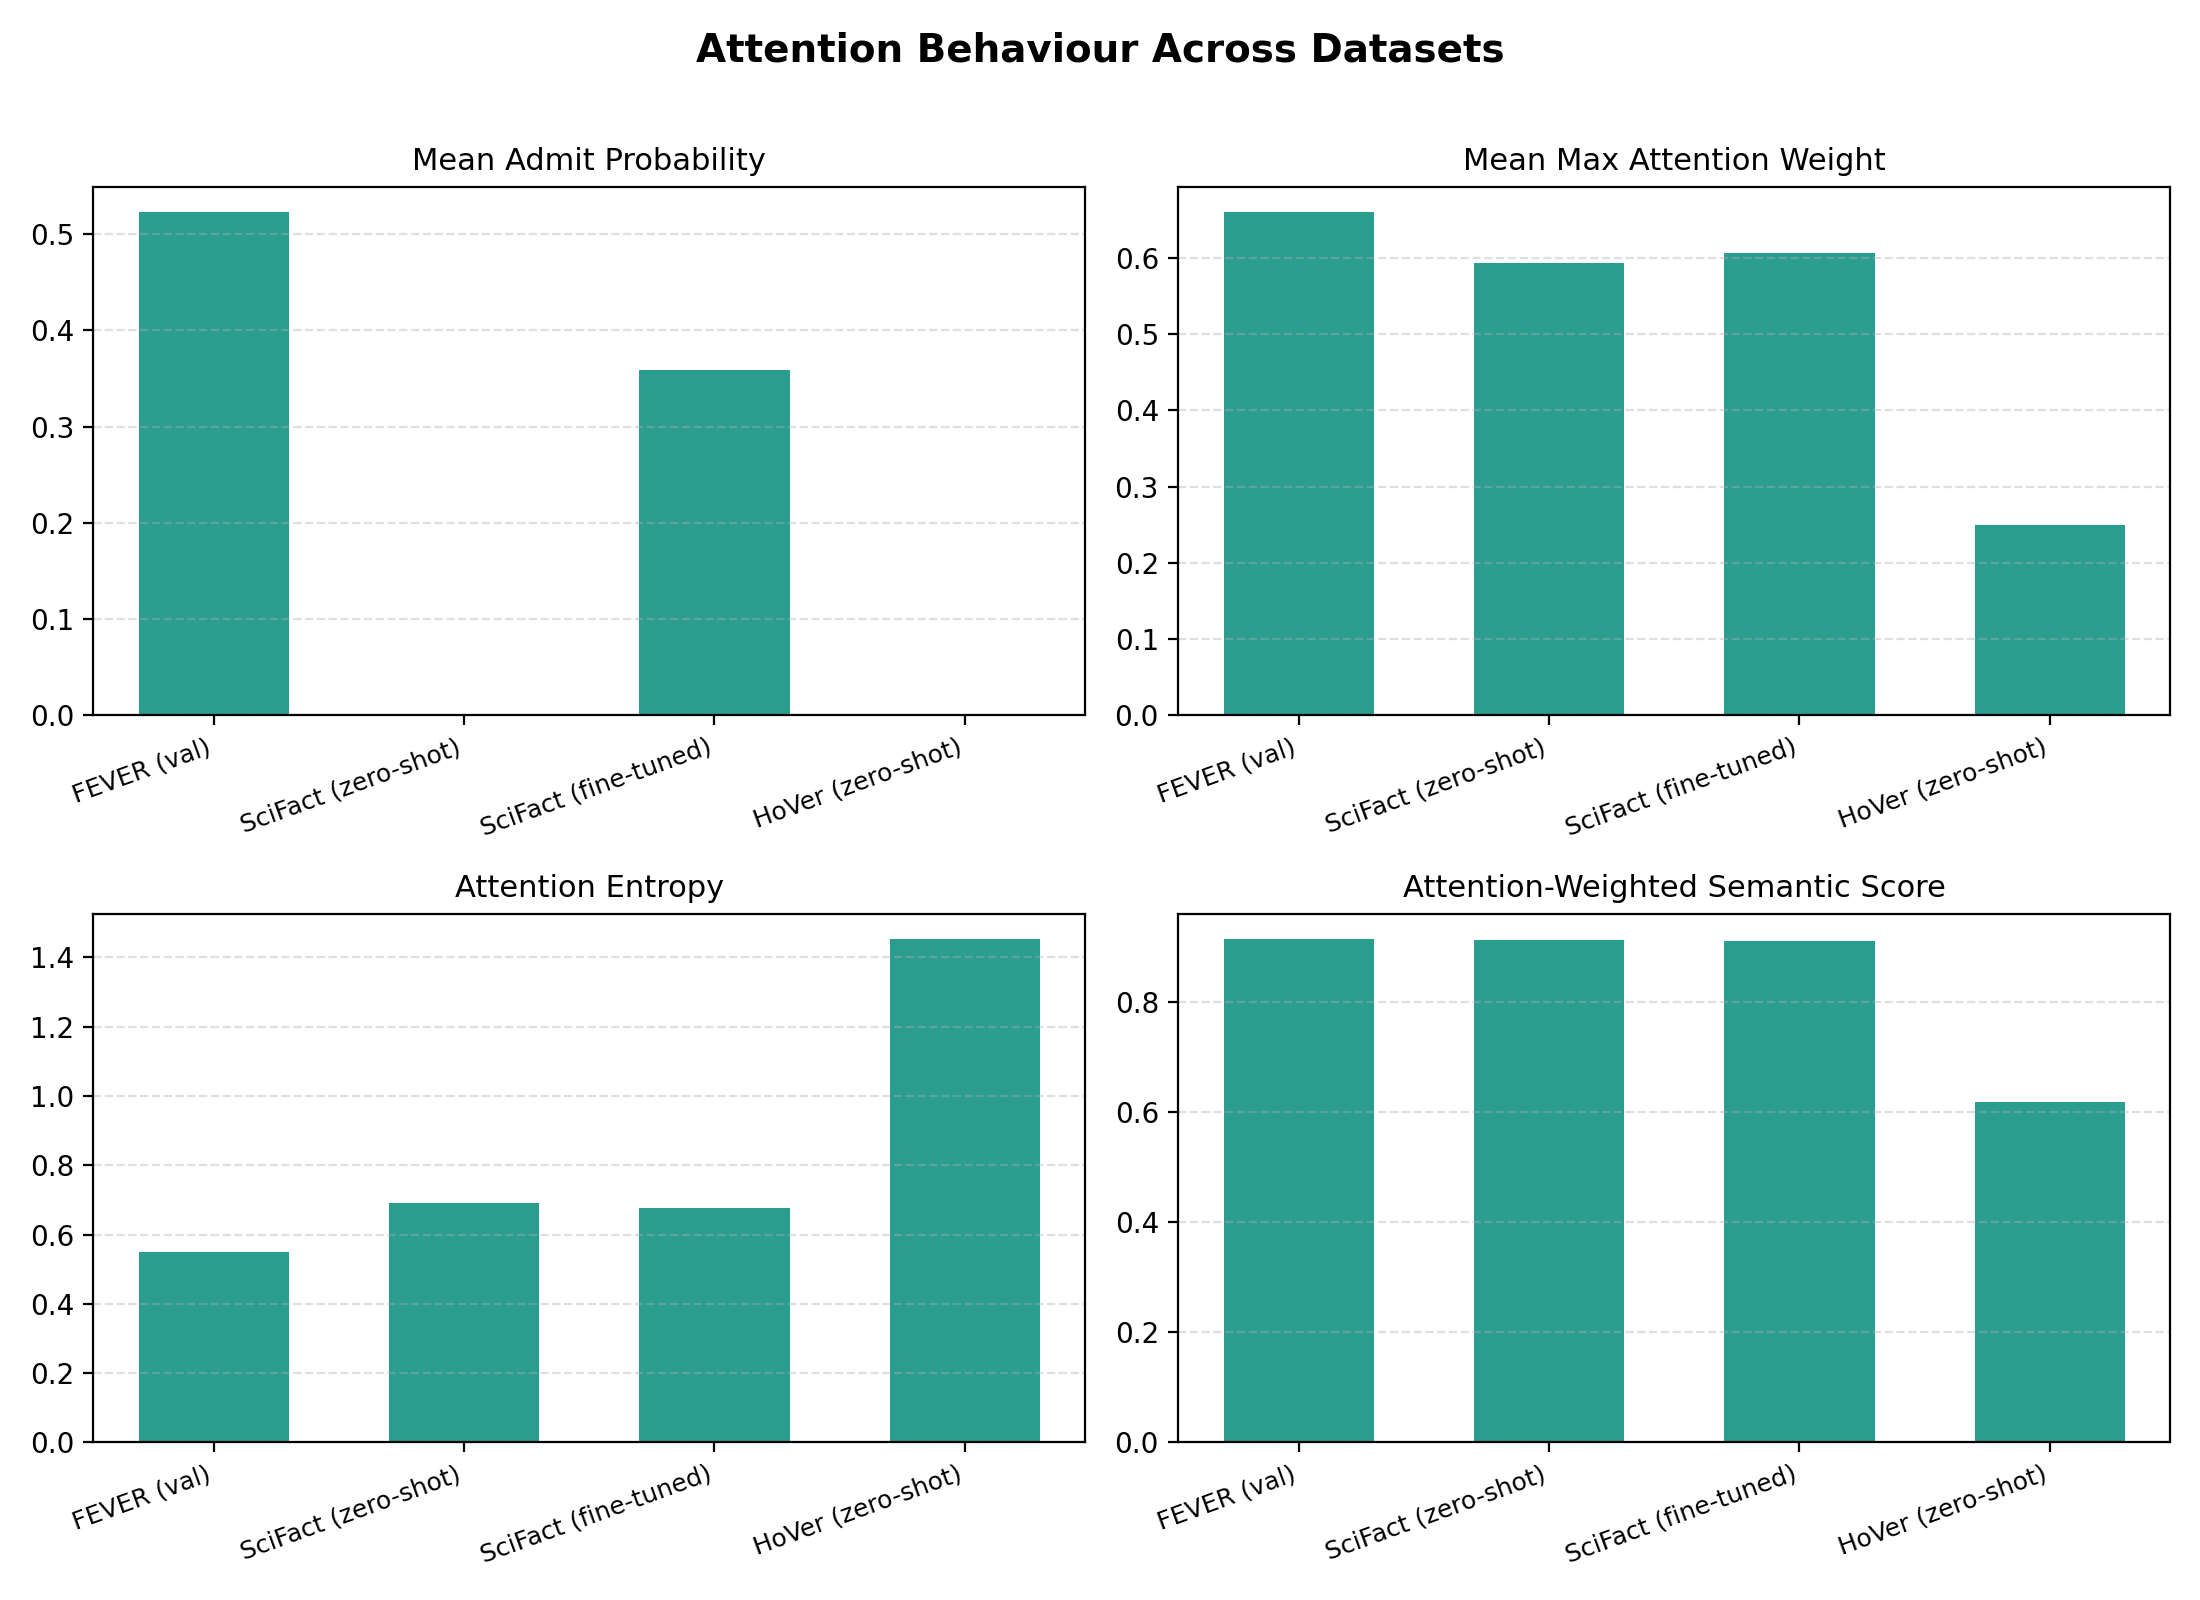 Attention Behaviour Across Datasets
Mean Admit Probability
0.5
0.4
0.3
0.2
0.1
0.0
FEVER (val)
SciFact (zero-shot)
SciFact (fine-tuned)
HoVer (zero-shot)
Mean Max Attention Weight
0.6
0.5
0.4
0.3
0.2
0.1
0.0
FEVER (val)
SciFact (zero-shot)
SciFact (fine-tuned)
HoVer (zero-shot)
Attention Entropy
1.4
1.2
1.0
0.8
0.6
0.4
0.2
0.0
FEVER (val)
SciFact (zero-shot)
SciFact (fine-tuned)
HoVer (zero-shot)
Attention-Weighted Semantic Score
0.8
0.6
0.4
0.2
0.0
FEVER (val)
SciFact (zero-shot)
SciFact (fine-tuned)
HoVer (zero-shot)